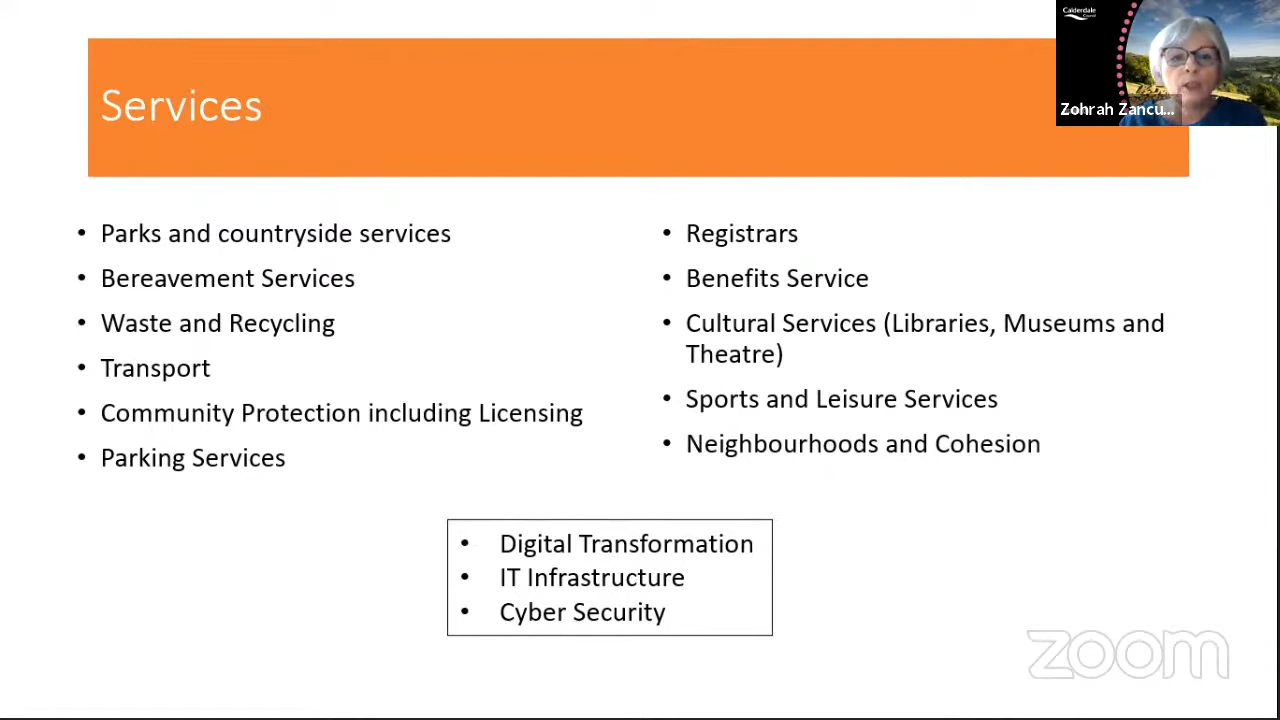 Services
Calderdale
Council
Zohrah Zancu...
• Parks and countryside services
• Bereavement Services
• Waste and Recycling
• Transport
• Community Protection including Licensing
• Parking Services
• Registrars
• Benefits Service
• Cultural Services (Libraries, Museums and
Theatre)
• Sports and Leisure Services
• Neighbourhoods and Cohesion
• Digital Transformation
• IT Infrastructure
• Cyber Security
zoom